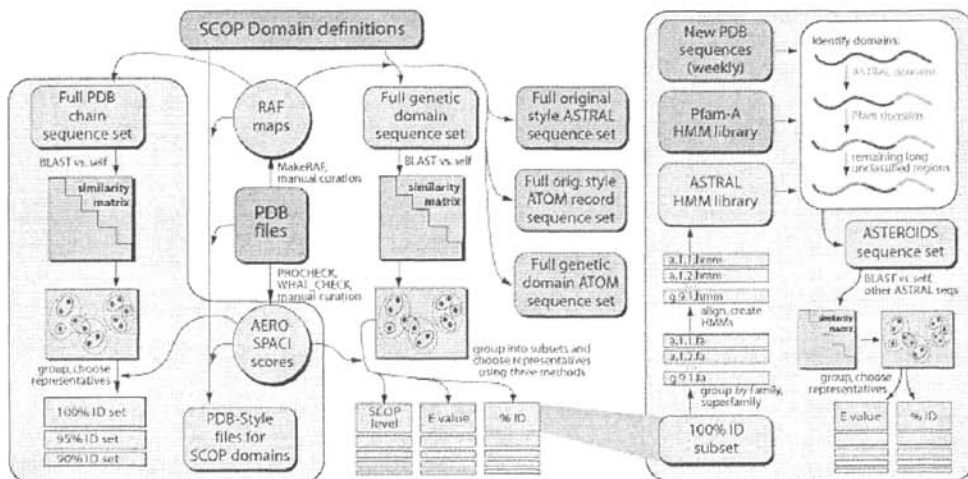 SCOP Domain definitions
Full PDB
chain
sequence set
BLAST vs. self
similarity
matrix
group, choose
representatives
100% ID set
95% ID set
90% ID set
RAF
maps
MakeRAF,
manual curation
PDB
files
PROCHECK,
WHAT_CHECK,
manual curation
AERO
SPACI
scores
PDB-Style
files for
SCOP domains
Full genetic
domain
sequence set
BLAST vs. self
similarity
matrix
group into subsets and
choose representatives
using three methods
SCOP
level
E value
% ID
Full original
style ASTRAL
sequence set
Full orig. style
ATOM record
sequence set
Full genetic
domain ATOM
sequence set
New PDB
sequences
(weekly)
Pfam-A
HMM library
ASTRAL
HMM library
a.1.1.hmm
a.1.2.hmm
g.9.1.hmm
align, create
HMMs
a.1.1.fa
a.1.2.fa
g.9.1.fa
group by family,
superfamily
100% ID
subset
Identify domains:
ASTRAL domains
Pfam domains
remaining long
unclassified regions
ASTEROIDS
sequence set
BLAST vs. self,
other ASTRAL seqs
similarity
matrix
group, choose
representatives
E value
% ID